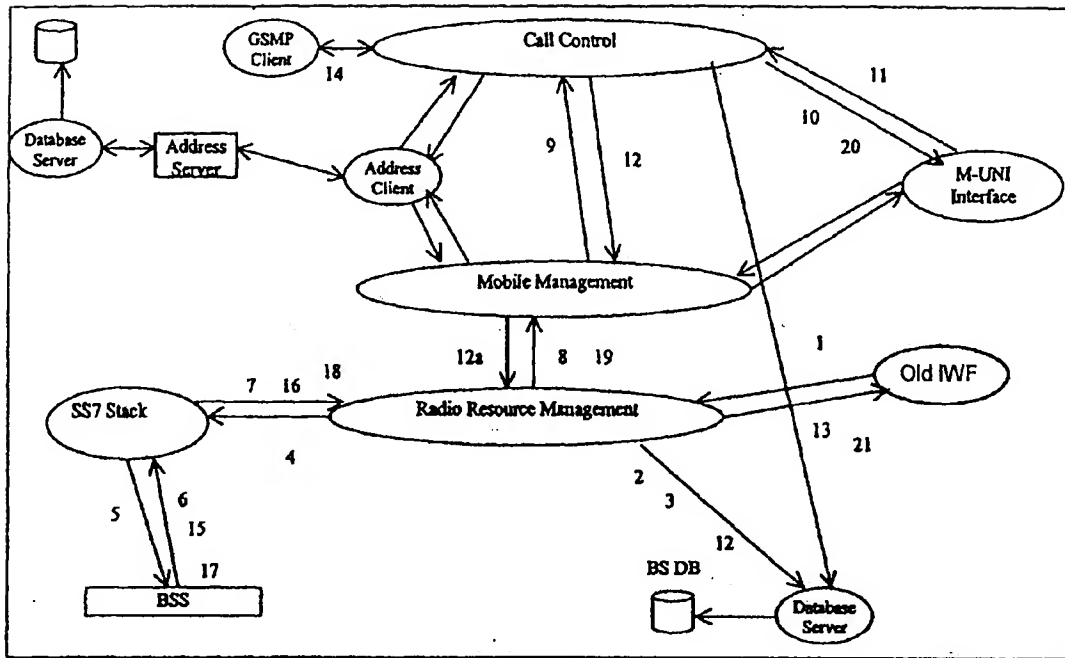 GSMP
Client
Call Control
14
11
10
20
Database
Server
Address
Server
Address
Client
9
12
M-UNI
Interface
Mobile Management
12a
8
19
1
Old IWF
7
16
18
SS7 Stack
Radio Resource Management
4
13
21
2
3
5
6
15
12
17
BSS
BS DB
Database
Server